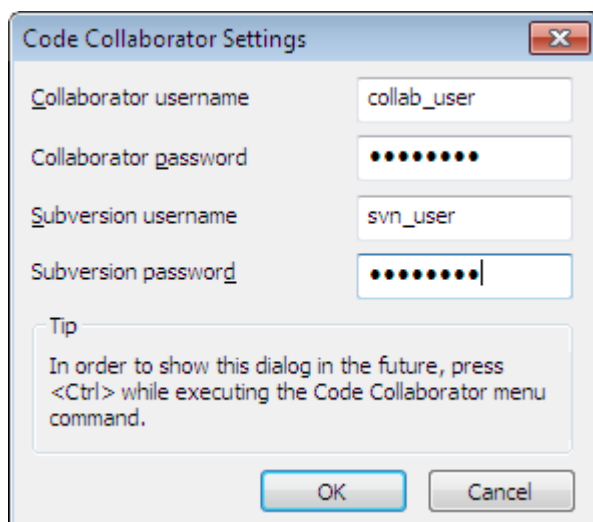 Code Collaborator Settings
Collaborator username
collab_user
Collaborator password
••••••••
Subversion username
svn_user
Subversion password
••••••••
Tip
In order to show this dialog in the future, press
<Ctrl> while executing the Code Collaborator menu
command.
OK
Cancel